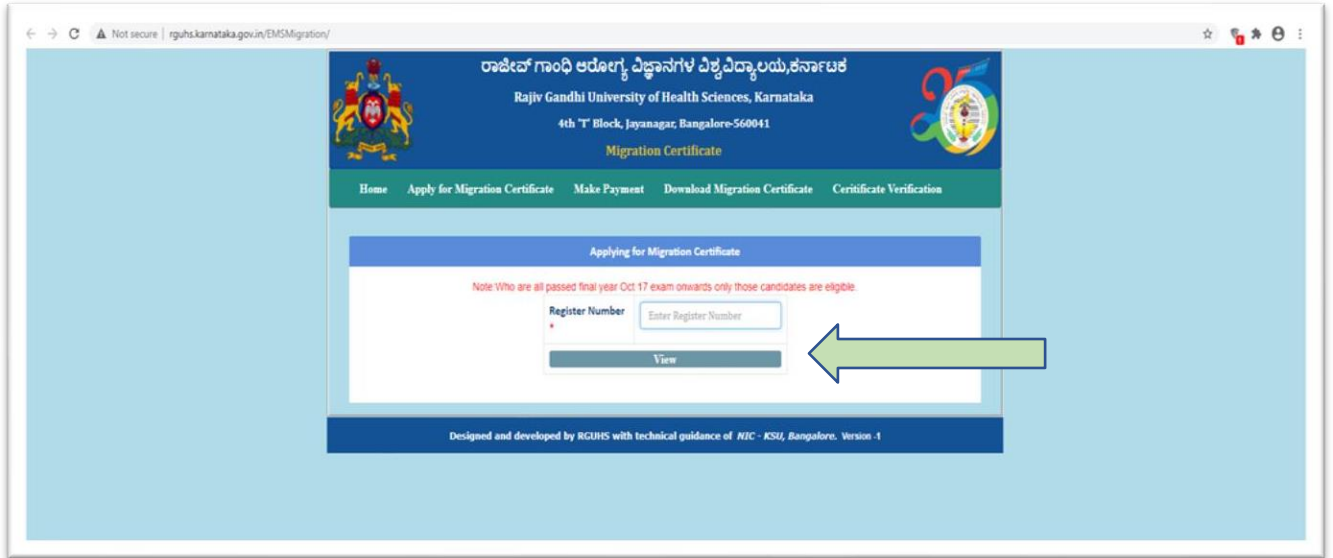 Not secure | rguhs.karnataka.gov.in/EMSMigration/
ರಾಜೀವ್ ಗಾಂಧಿ ಆರೋಗ್ಯ ವಿಜ್ಞಾನಗಳ ವಿಶ್ವವಿದ್ಯಾಲಯ,ಕರ್ನಾಟಕ
Rajiv Gandhi University of Health Sciences, Karnataka
4th 'T' Block, Jayanagar, Bangalore-560041
Migration Certificate
Home Apply for Migration Certificate Make Payment Download Migration Certificate Ceritificate Verification
Applying for Migration Certificate
Note Who are all passed final year Oct 17 exam onwards only those candidates are eligible.
Register Number
* Enter Register Number
View
Designed and developed by RGUHS with technical guidance of NIC - KSU, Bangalore. Version -1